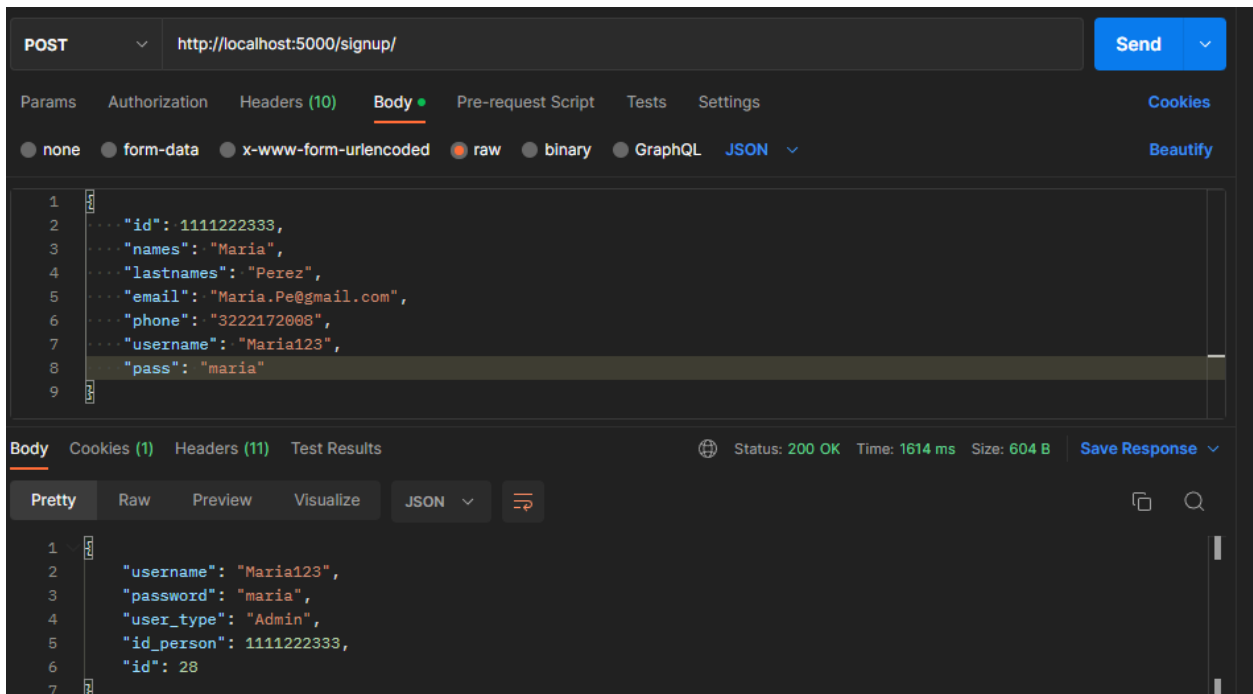 POST http://localhost:5000/signup/ Send
Params Authorization Headers (10) Body Pre-request Script Tests Settings Cookies
none form-data x-www-form-urlencoded raw binary GraphQL JSON Beautify
1 {
2 "id": 1111222333,
3 "names": "Maria",
4 "lastnames": "Perez",
5 "email": "Maria.Pe@gmail.com",
6 "phone": "3222172008",
7 "username": "Maria123",
8 "pass": "maria"
9 }
Body Cookies (1) Headers (11) Test Results Status: 200 OK Time: 1614 ms Size: 604 B Save Response
Pretty Raw Preview Visualize JSON
1 {
2 "username": "Maria123",
3 "password": "maria",
4 "user_type": "Admin",
5 "id_person": 1111222333,
6 "id": 28
7 }